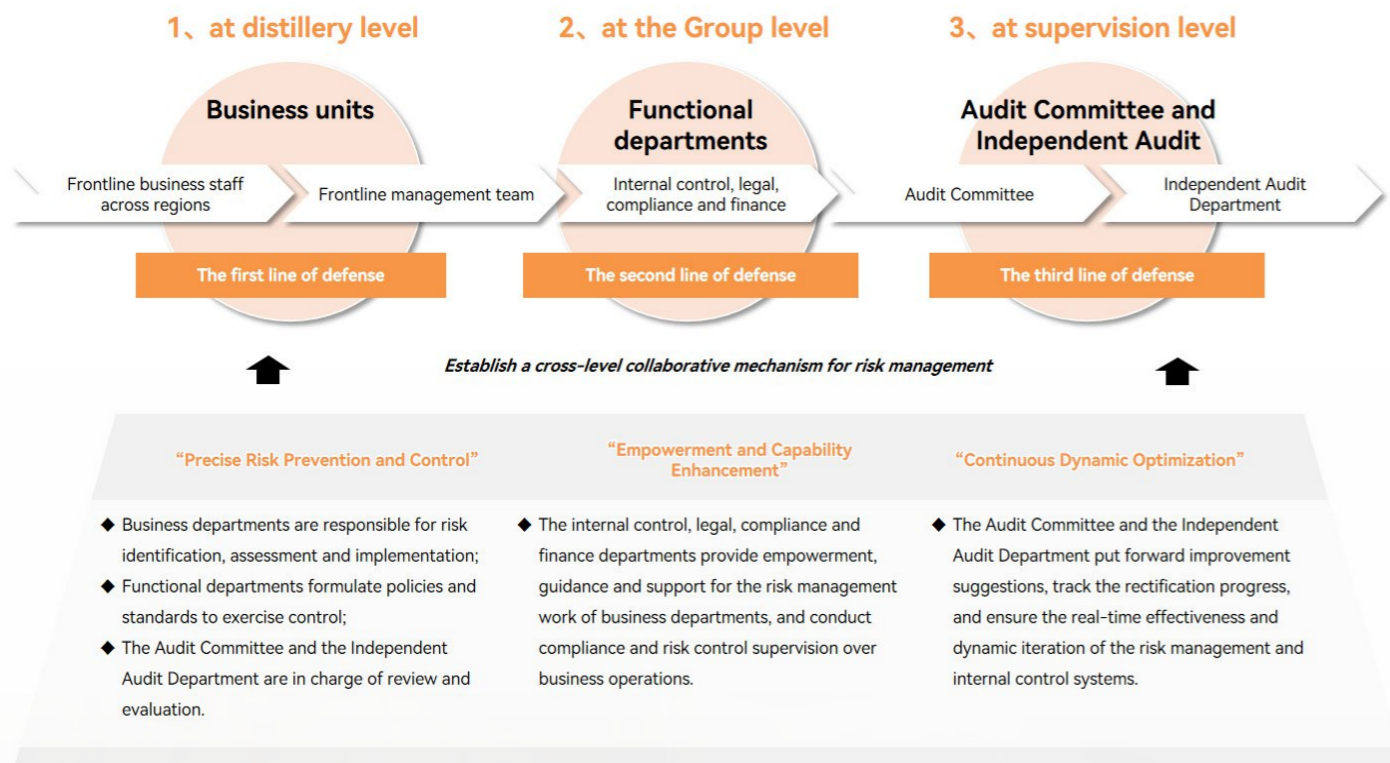 1、at distillery level
2、at the Group level
3、at supervision level
Business units
Functional
departments
Audit Committee and
Independent Audit
Frontline business staff
across regions
Frontline management team
Internal control, legal,
compliance and finance
Audit Committee
Independent Audit
Department
The first line of defense
The second line of defense
The third line of defense
Establish a cross-level collaborative mechanism for risk management
“Precise Risk Prevention and Control”
“Empowerment and Capability
Enhancement”
“Continuous Dynamic Optimization”
◆ Business departments are responsible for risk
identification, assessment and implementation;
◆ Functional departments formulate policies and
standards to exercise control;
◆ The Audit Committee and the Independent
Audit Department are in charge of review and
evaluation.
◆ The internal control, legal, compliance and
finance departments provide empowerment,
guidance and support for the risk management
work of business departments, and conduct
compliance and risk control supervision over
business operations.
◆ The Audit Committee and the Independent
Audit Department put forward improvement
suggestions, track the rectification progress,
and ensure the real-time effectiveness and
dynamic iteration of the risk management and
internal control systems.